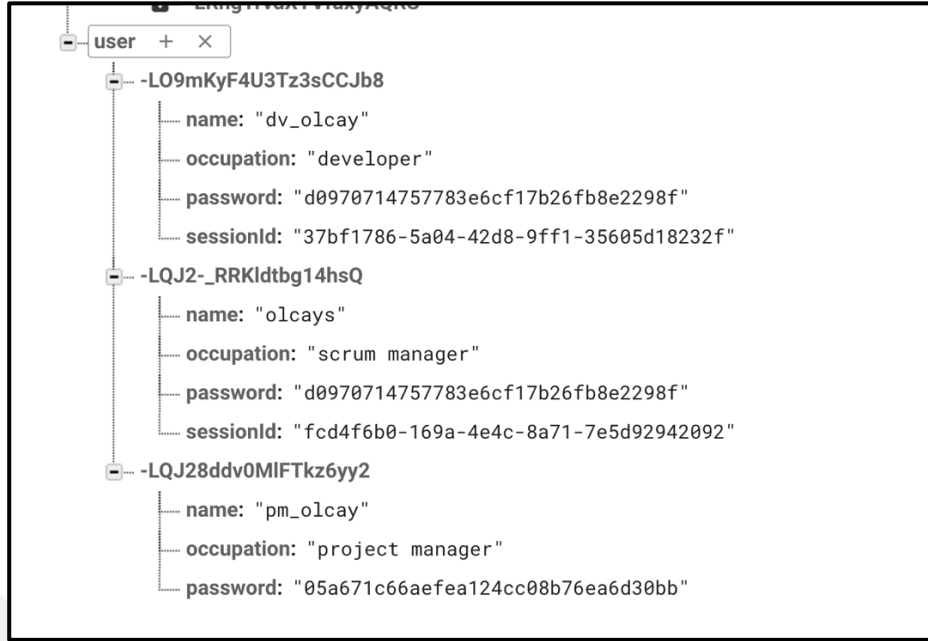 user + ×
-LO9mKyF4U3Tz3sCCJb8
name: "dv_olcay"
occupation: "developer"
password: "d0970714757783e6cf17b26fb8e2298f"
sessionId: "37bf1786-5a04-42d8-9ff1-35605d18232f"
-LQJ2-_RRKldtbg14hsQ
name: "olcays"
occupation: "scrum manager"
password: "d0970714757783e6cf17b26fb8e2298f"
sessionId: "fcd4f6b0-169a-4e4c-8a71-7e5d92942092"
-LQJ28ddv0MlFTkz6yy2
name: "pm_olcay"
occupation: "project manager"
password: "05a671c66aefea124cc08b76ea6d30bb"